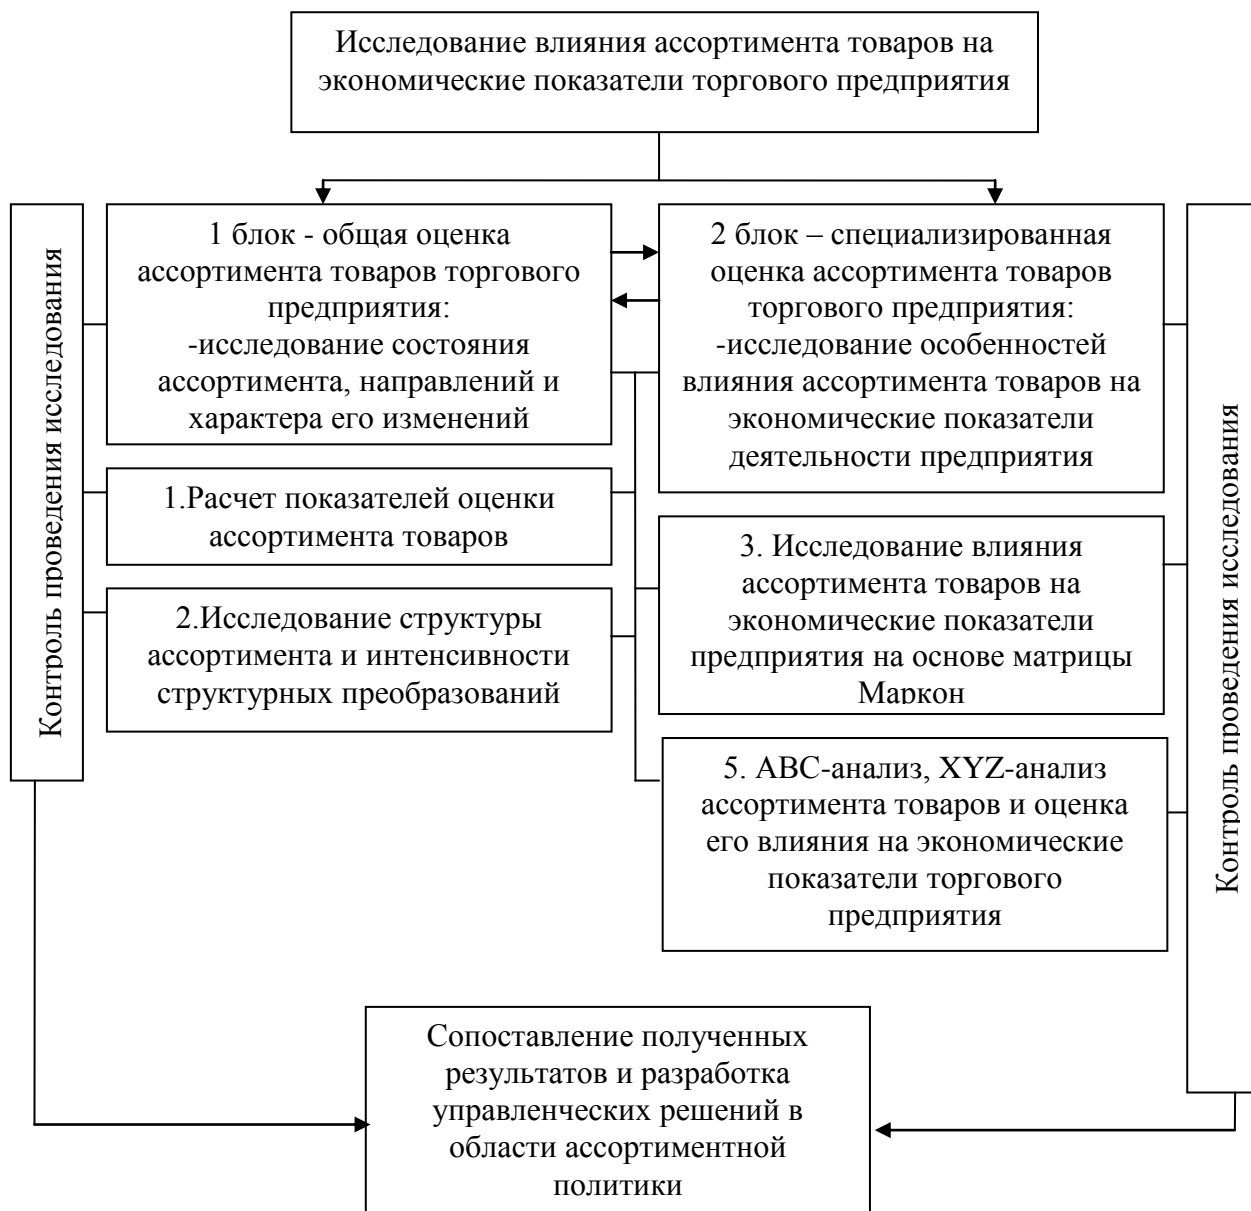 Исследование влияния ассортимента товаров на
экономические показатели торгового предприятия
Контроль проведения исследования
1 блок - общая оценка
ассортимента товаров торгового
предприятия:
-исследование состояния
ассортимента, направлений и
характера его изменений
1.Расчет показателей оценки
ассортимента товаров
2.Исследование структуры
ассортимента и интенсивности
структурных преобразований
2 блок – специализированная
оценка ассортимента товаров
торгового предприятия:
-исследование особенностей
влияния ассортимента товаров на
экономические показатели
деятельности предприятия
3. Исследование влияния
ассортимента товаров на
экономические показатели
предприятия на основе матрицы
Маркон
5. АВС-анализ, XYZ-анализ
ассортимента товаров и оценка
его влияния на экономические
показатели торгового
предприятия
Контроль проведения исследования
Сопоставление полученных
результатов и разработка
управленческих решений в
области ассортиментной
политики